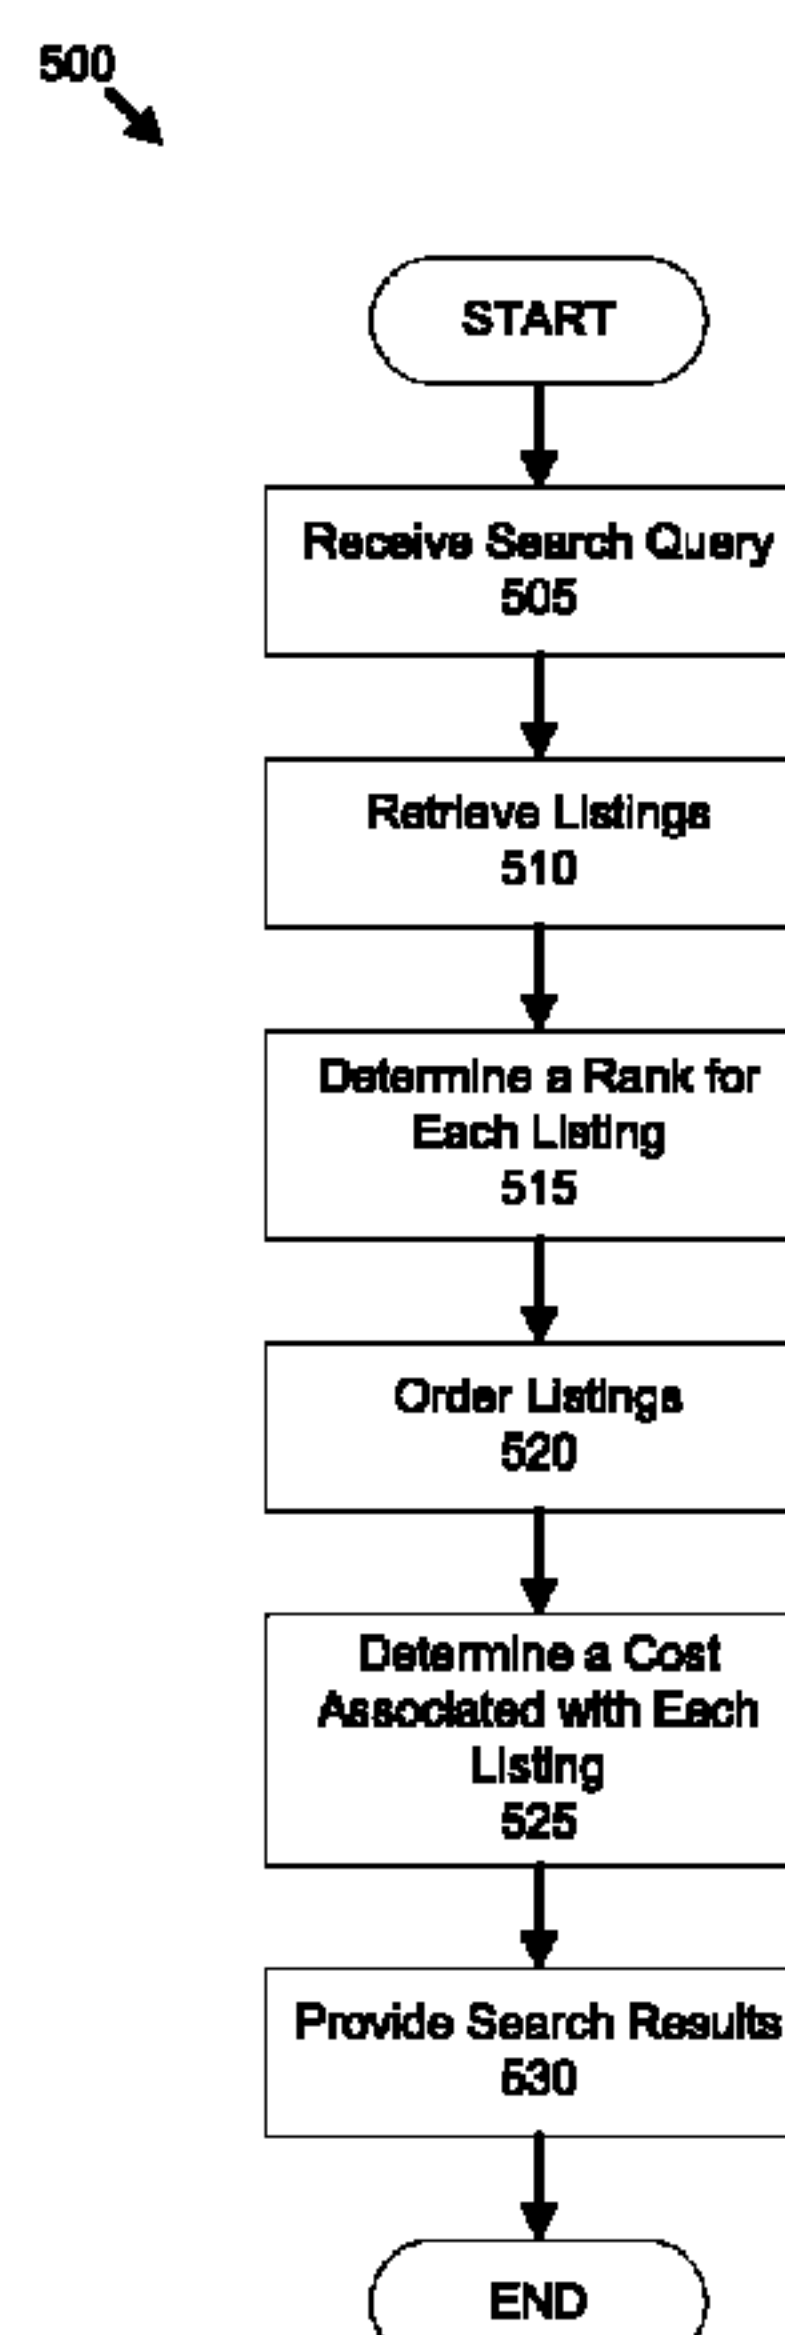 500
START
Receive Search Query
505
Retrieve Listings
510
Determine a Rank for
Each Listing
515
Order Listings
520
Determine a Cost
Associated with Each
Listing
525
Provide Search Results
530
END